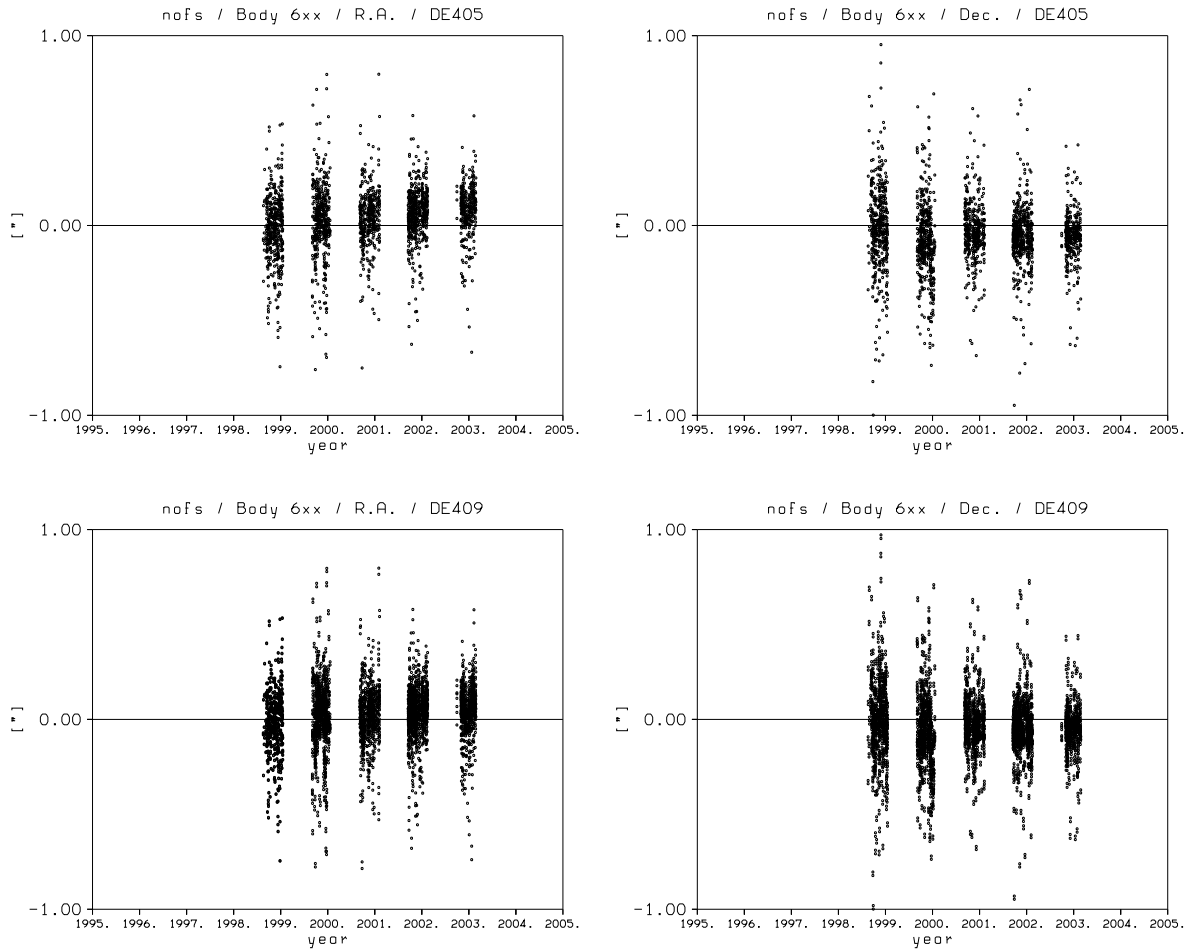 nofs / Body 6xx / R.A. / DE405
1.00
0.00
["]
-1.00
1995. 1996. 1997. 1998. 1999. 2000. 2001. 2002. 2003. 2004. 2005.
year
nofs / Body 6xx / Dec. / DE405
1.00
0.00
["]
-1.00
1995. 1996. 1997. 1998. 1999. 2000. 2001. 2002. 2003. 2004. 2005.
year
nofs / Body 6xx / R.A. / DE409
1.00
0.00
["]
-1.00
1995. 1996. 1997. 1998. 1999. 2000. 2001. 2002. 2003. 2004. 2005.
year
nofs / Body 6xx / Dec. / DE409
1.00
0.00
["]
-1.00
1995. 1996. 1997. 1998. 1999. 2000. 2001. 2002. 2003. 2004. 2005.
year